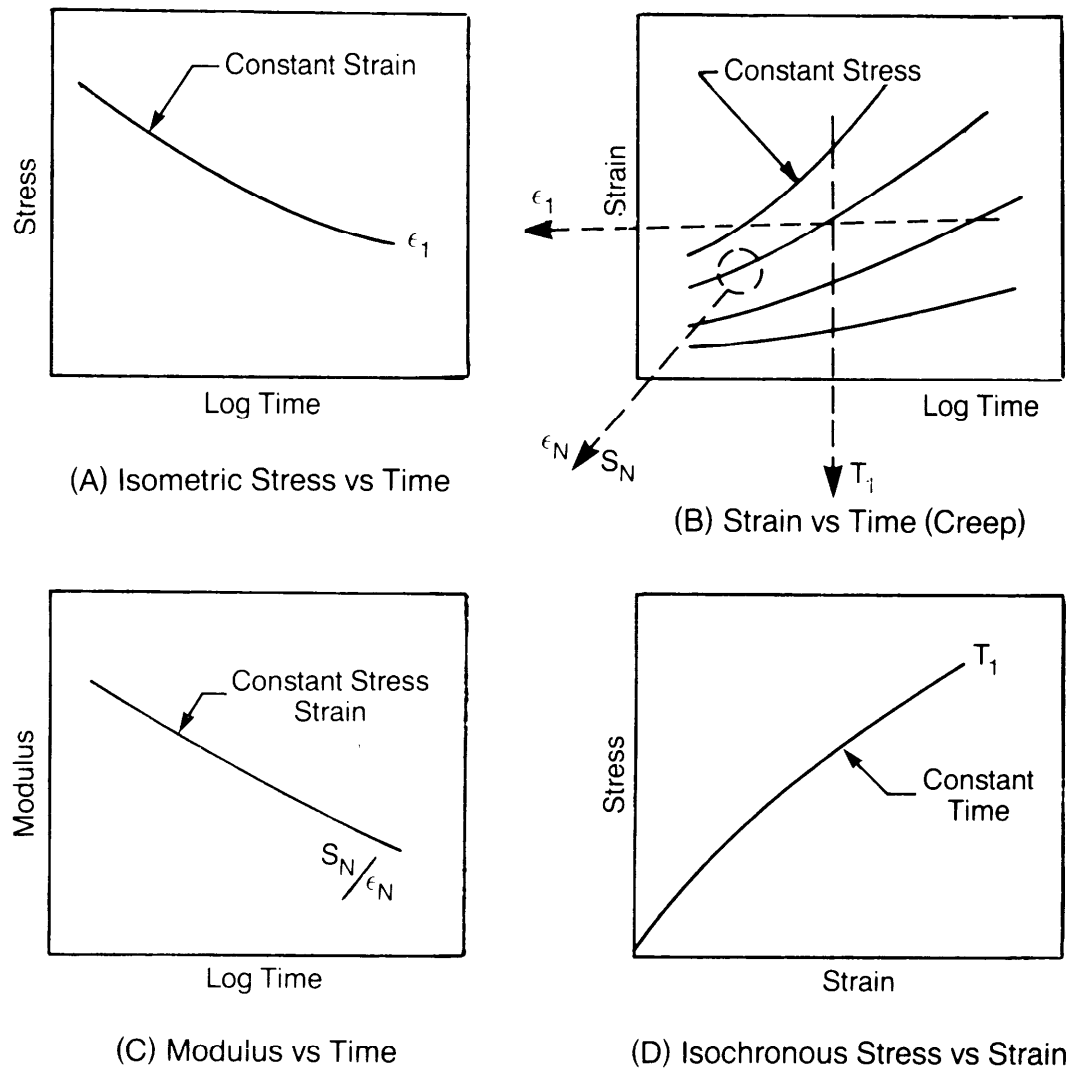 Constant Strain
Stress
ϵ1
Log Time
(A) Isometric Stress vs Time
Constant Stress
Strain
ϵ1
Log Time
ϵN
SN
T1
(B) Strain vs Time (Creep)
Constant Stress
Strain
Modulus
SN/ϵN
Log Time
(C) Modulus vs Time
T1
Stress
Constant
Time
Strain
(D) Isochronous Stress vs Strain